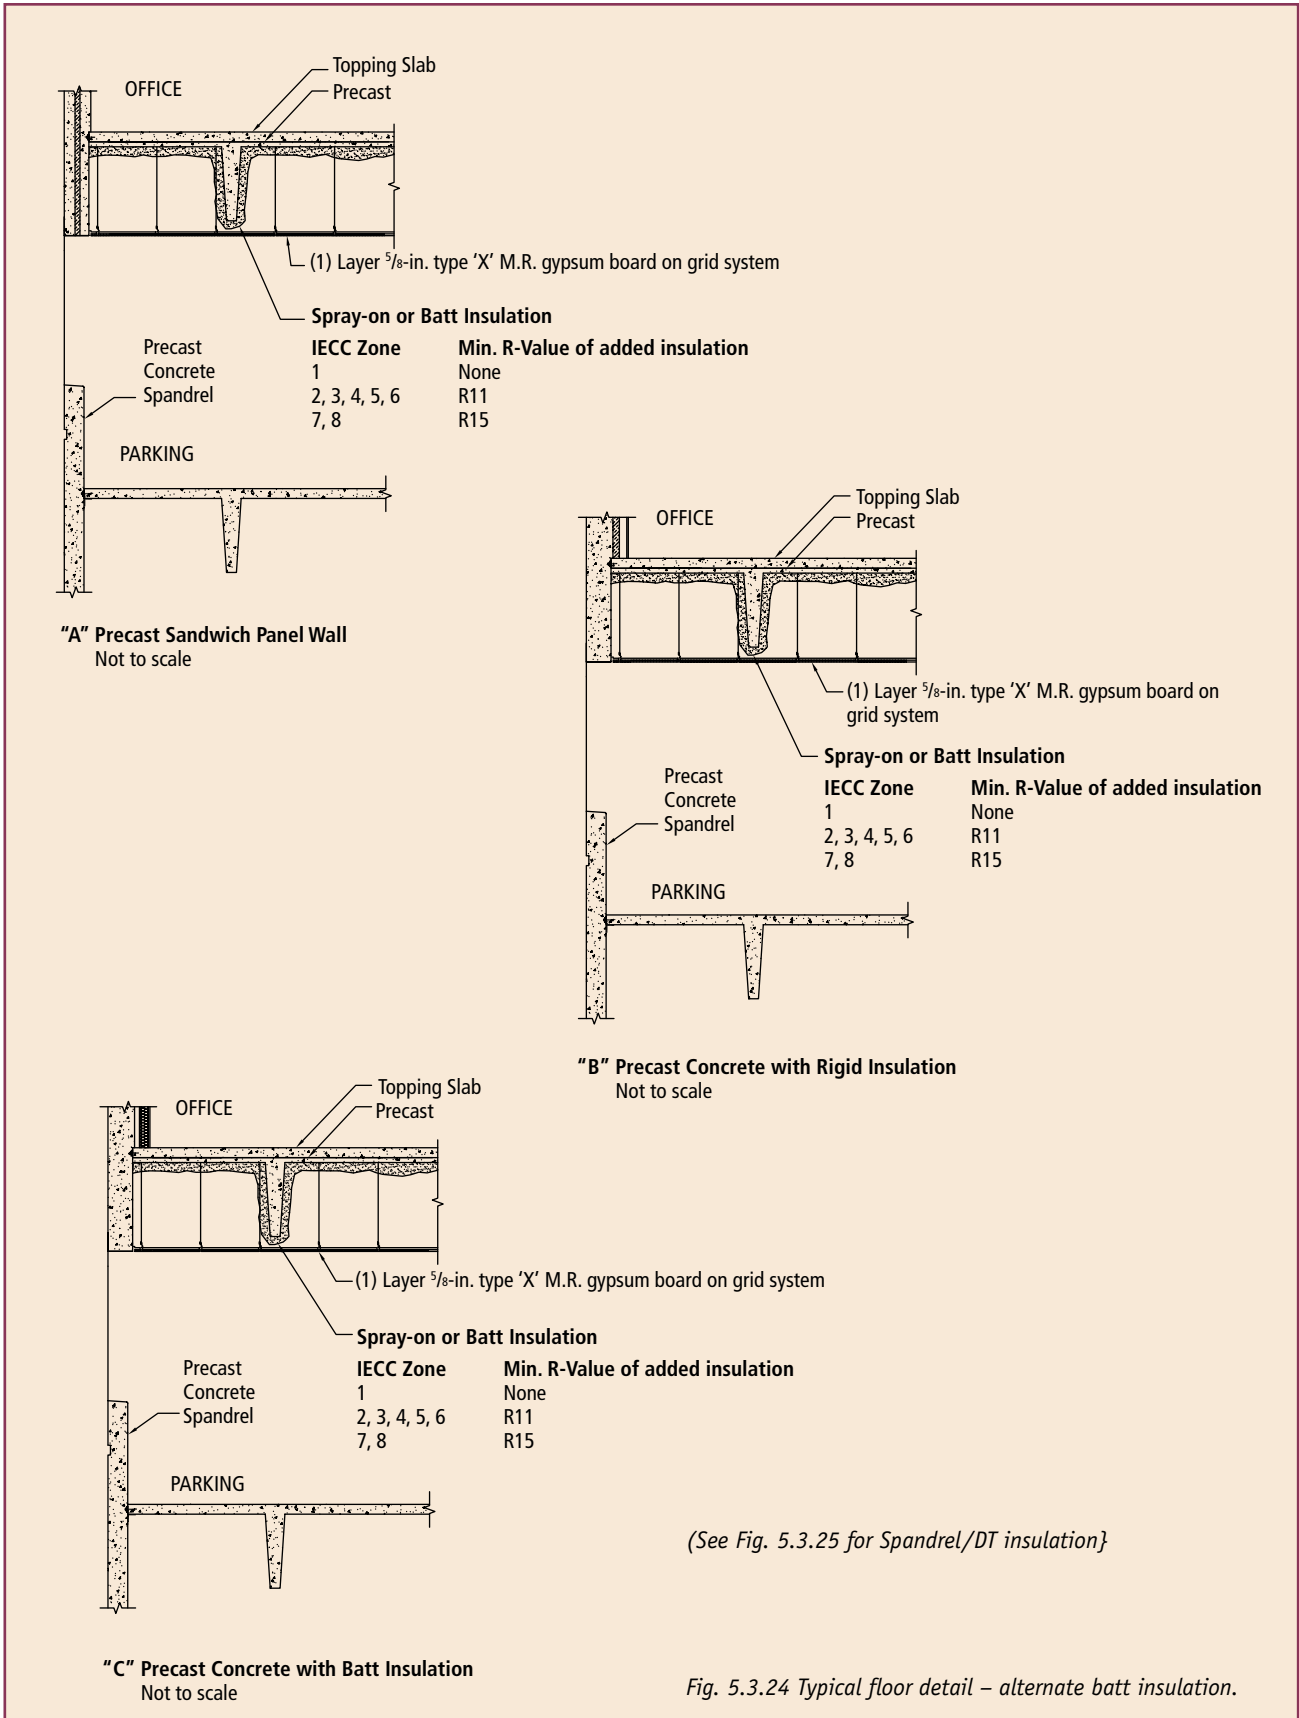 Topping Slab
OFFICE
Precast
(1) Layer 5/8-in. type ‘X’ M.R. gypsum board on grid system
Spray-on or Batt Insulation
Precast
Concrete
Spandrel
IECC Zone Min. R-Value of added insulation
1 None
2, 3, 4, 5, 6 R11
7, 8 R15
PARKING
“A” Precast Sandwich Panel Wall
Not to scale
Topping Slab
OFFICE
Precast
(1) Layer 5/8-in. type ‘X’ M.R. gypsum board on
grid system
Spray-on or Batt Insulation
Precast
Concrete
Spandrel
IECC Zone Min. R-Value of added insulation
1 None
2, 3, 4, 5, 6 R11
7, 8 R15
PARKING
“B” Precast Concrete with Rigid Insulation
Not to scale
Topping Slab
OFFICE
Precast
(1) Layer 5/8-in. type ‘X’ M.R. gypsum board on grid system
Spray-on or Batt Insulation
Precast
Concrete
Spandrel
IECC Zone Min. R-Value of added insulation
1 None
2, 3, 4, 5, 6 R11
7, 8 R15
PARKING
(See Fig. 5.3.25 for Spandrel/DT insulation}
“C” Precast Concrete with Batt Insulation
Not to scale
Fig. 5.3.24 Typical floor detail – alternate batt insulation.